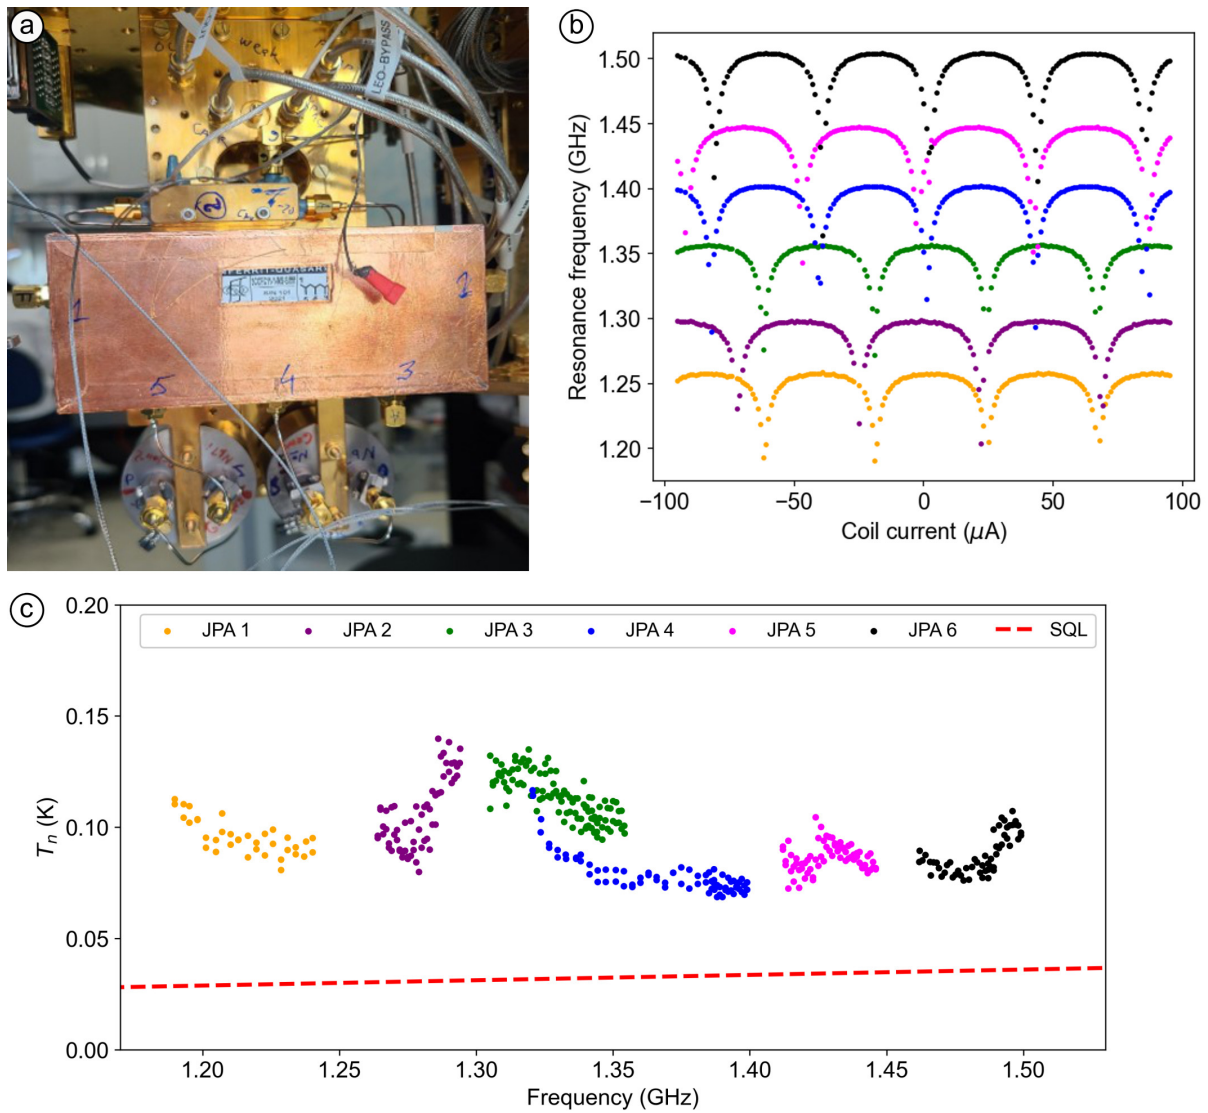 a
weak
LEO-BYPASS
2
1
2
5
4
3
b
Resonance frequency (GHz)
1.50
1.45
1.40
1.35
1.30
1.25
1.20
−100
−50
0
50
100
Coil current (μA)
c
Tn (K)
0.20
0.15
0.10
0.05
0.00
JPA 1
JPA 2
JPA 3
JPA 4
JPA 5
JPA 6
SQL
1.20
1.25
1.30
1.35
1.40
1.45
1.50
Frequency (GHz)